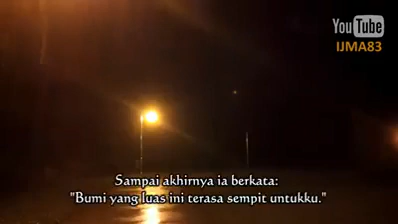 YouTube
IJMA83
Sampai akhirnya ia berkata:
"Bumi yang luas ini terasa sempit untukku."